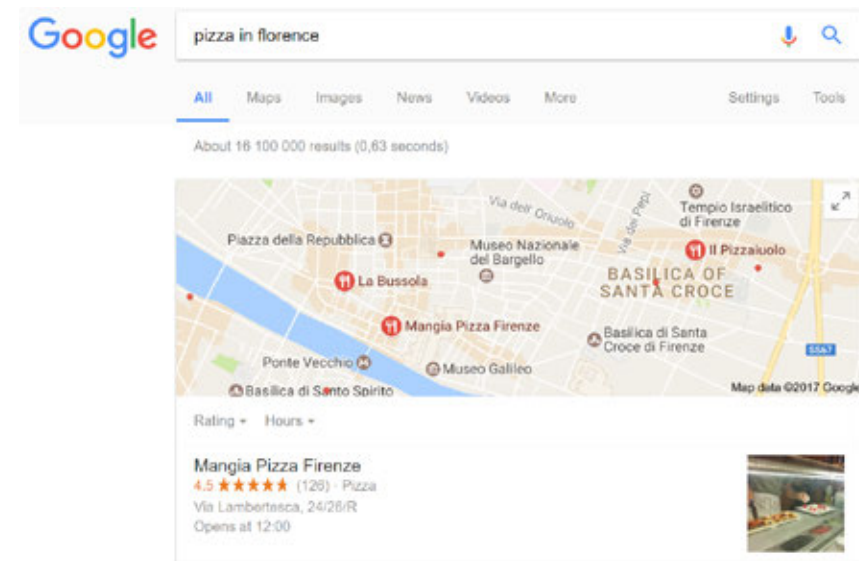 Google
pizza in florence
All Maps Images News Videos More Settings Tools
About 16 100 000 results (0,63 seconds)
Via dell' Oriuolo
Via dei Pepi
Tempio Israelitico
di Firenze
Piazza della Repubblica
Museo Nazionale
del Bargello
Il Pizzaiuolo
La Bussola
BASILICA OF
SANTA CROCE
Mangia Pizza Firenze
Basilica di Santa
Croce di Firenze
Ponte Vecchio
Museo Galileo
SS67
Basilica di Santo Spirito
Map data ©2017 Google
Rating Hours
Mangia Pizza Firenze
4.5 ★★★★★ (126) · Pizza
Via Lambertesca, 24/26/R
Opens at 12:00